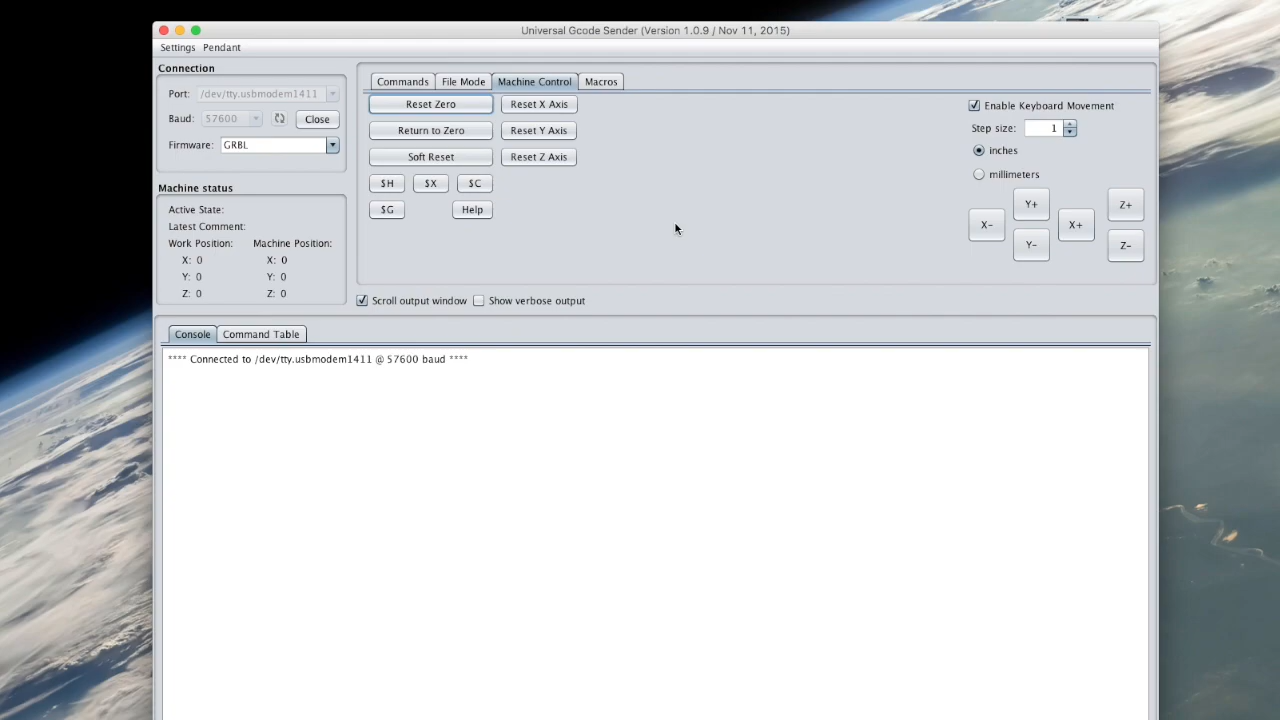 Universal Gcode Sender (Version 1.0.9 / Nov 11, 2015)
Settings Pendant
Connection
Port: /dev/tty.usbmodem1411
Baud: 57600 Close
Firmware: GRBL
Machine status
Active State:
Latest Comment:
Work Position: Machine Position:
X: 0 X: 0
Y: 0 Y: 0
Z: 0 Z: 0
Commands File Mode Machine Control Macros
Reset Zero Reset X Axis
Return to Zero Reset Y Axis
Soft Reset Reset Z Axis
$H $X $C
$G Help
Enable Keyboard Movement
Step size: 1
inches
millimeters
Y+ Z+
X- X+
Y- Z-
Scroll output window Show verbose output
Console Command Table
**** Connected to /dev/tty.usbmodem1411 @ 57600 baud ****